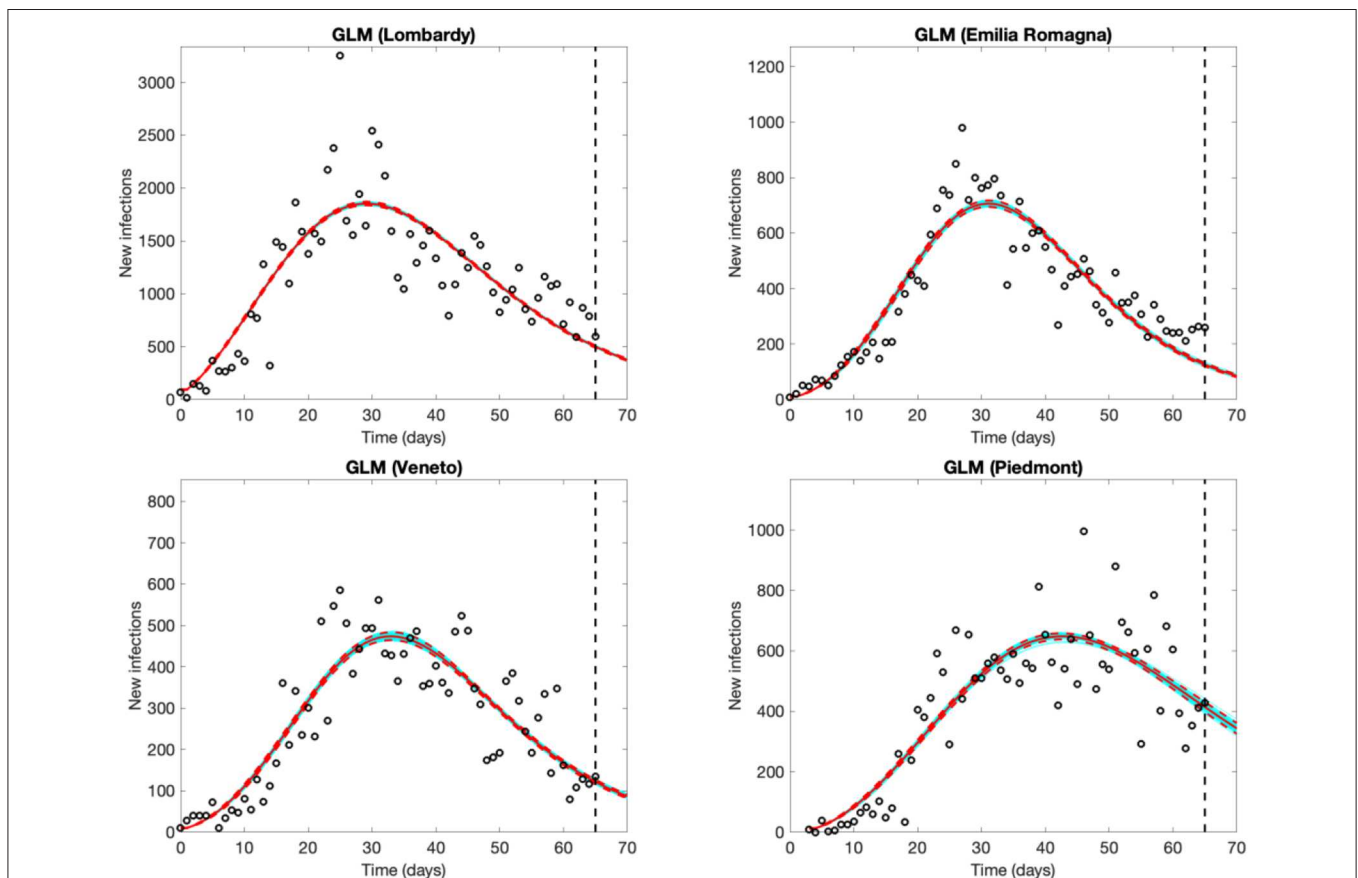 GLM (Lombardy)
3000
2500
2000
1500
1000
500
0
New infections
0 10 20 30 40 50 60 70
Time (days)
GLM (Emilia Romagna)
1200
1000
800
600
400
200
0
New infections
0 10 20 30 40 50 60 70
Time (days)
GLM (Veneto)
800
700
600
500
400
300
200
100
0
New infections
0 10 20 30 40 50 60 70
Time (days)
GLM (Piedmont)
1000
800
600
400
200
0
New infections
0 10 20 30 40 50 60 70
Time (days)